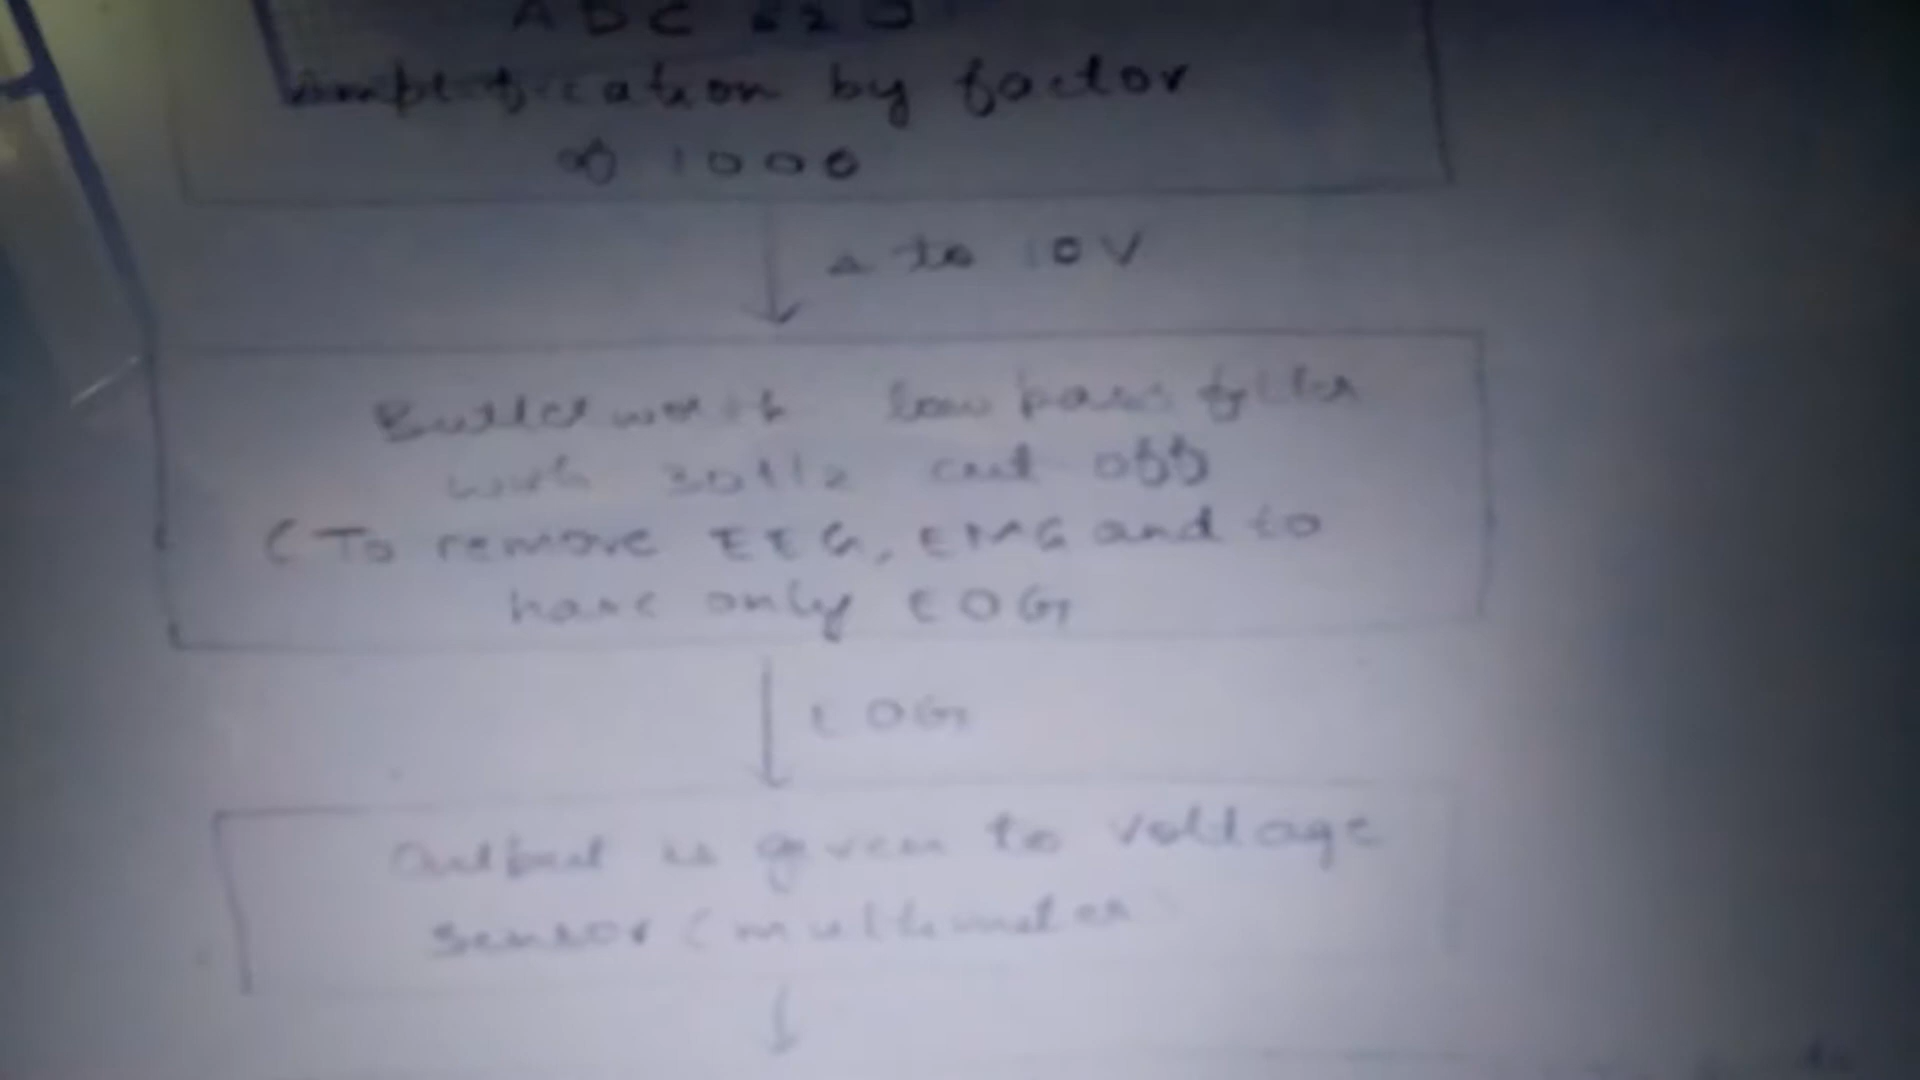 amplification by factor
of 1000
to 10V
Butterworth low pass filter
with 30Hz cut off
(To remove EEG, EMG and to
have only EOG
EOG
Output is given to voltage
sensor (multimeter